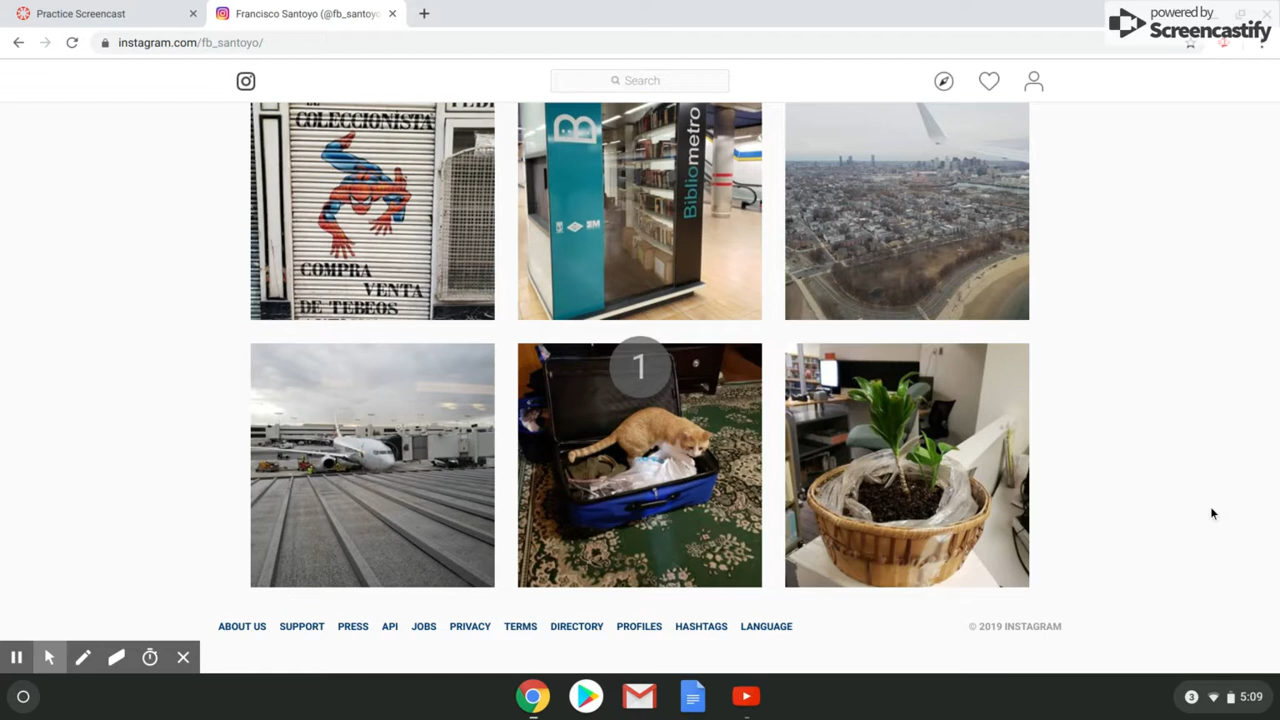 Practice Screencast
Francisco Santoyo (@fb_santoyo
powered by
Screencastify
instagram.com/fb_santoyo/
Search
COLECCIONISTA
COMPRA
VENTA
DE TEBEOS
B
Bibliometro
1
ABOUT US SUPPORT PRESS API JOBS PRIVACY TERMS DIRECTORY PROFILES HASHTAGS LANGUAGE
© 2019 INSTAGRAM
3 5:09